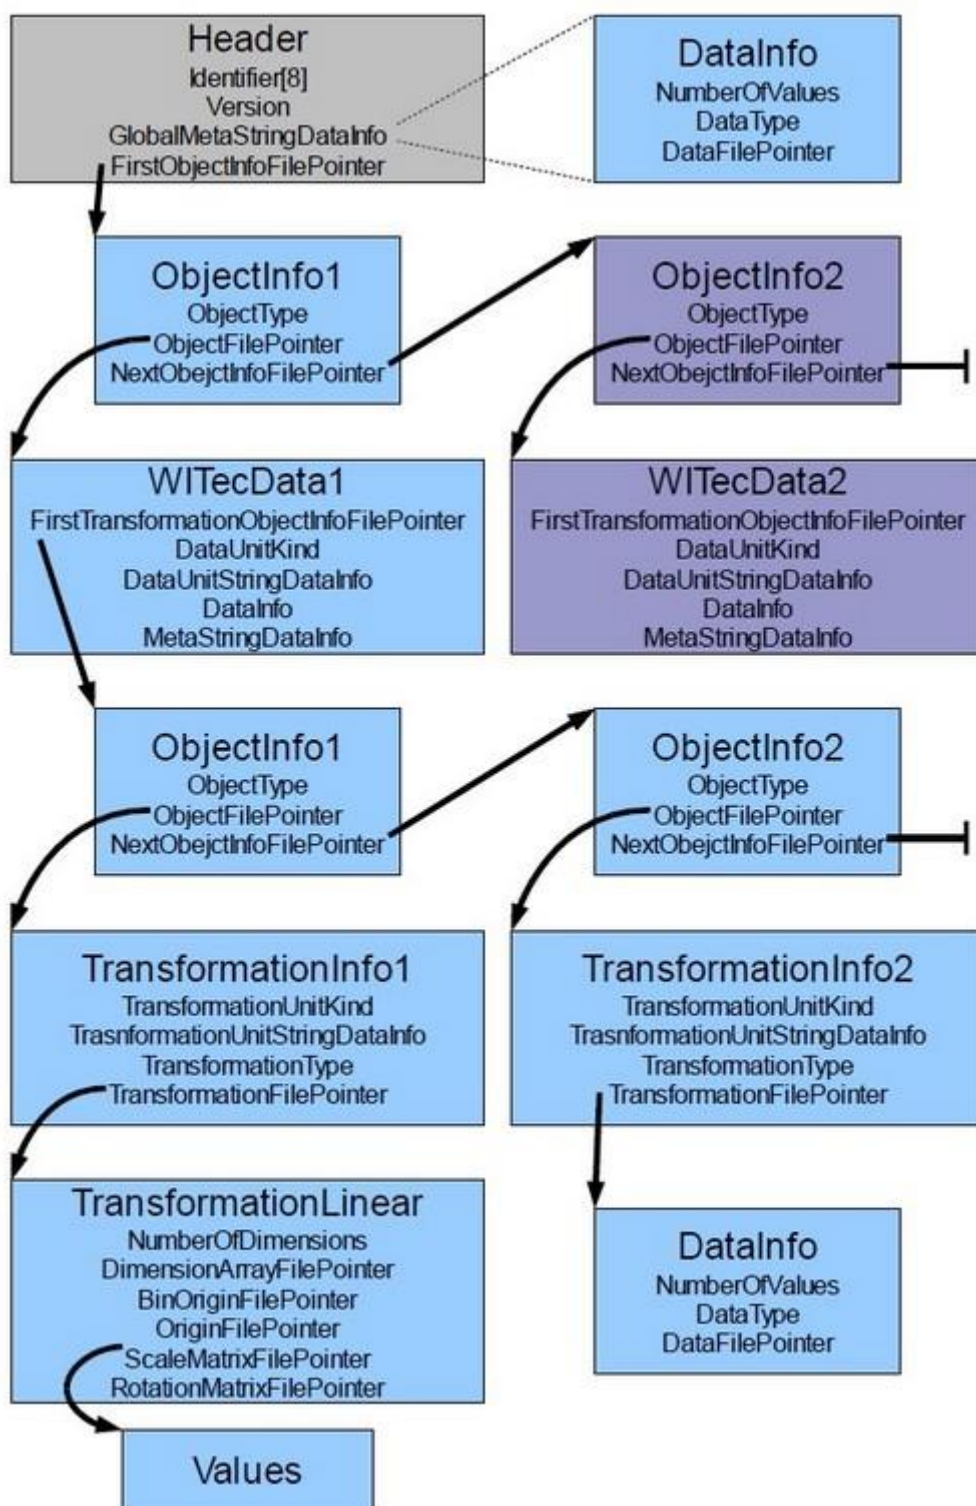 Header
Identifier[8]
Version
GlobalMetaStringDataInfo
FirstObjectInfoFilePointer
DataInfo
NumberOfValues
DataType
DataFilePointer
ObjectInfo1
ObjectType
ObjectFilePointer
NextObejctInfoFilePointer
ObjectInfo2
ObjectType
ObjectFilePointer
NextObejctInfoFilePointer
WITecData1
FirstTransformationObjectInfoFilePointer
DataUnitKind
DataUnitStringDataInfo
DataInfo
MetaStringDataInfo
WITecData2
FirstTransformationObjectInfoFilePointer
DataUnitKind
DataUnitStringDataInfo
DataInfo
MetaStringDataInfo
ObjectInfo1
ObjectType
ObjectFilePointer
NextObejctInfoFilePointer
ObjectInfo2
ObjectType
ObjectFilePointer
NextObejctInfoFilePointer
TransformationInfo1
TransformationUnitKind
TrasnformationUnitStringDataInfo
TransformationType
TransformationFilePointer
TransformationInfo2
TransformationUnitKind
TrasnformationUnitStringDataInfo
TransformationType
TransformationFilePointer
TransformationLinear
NumberOfDimensions
DimensionArrayFilePointer
BinOriginFilePointer
OriginFilePointer
ScaleMatrixFilePointer
RotationMatrixFilePointer
DataInfo
NumberOfValues
DataType
DataFilePointer
Values